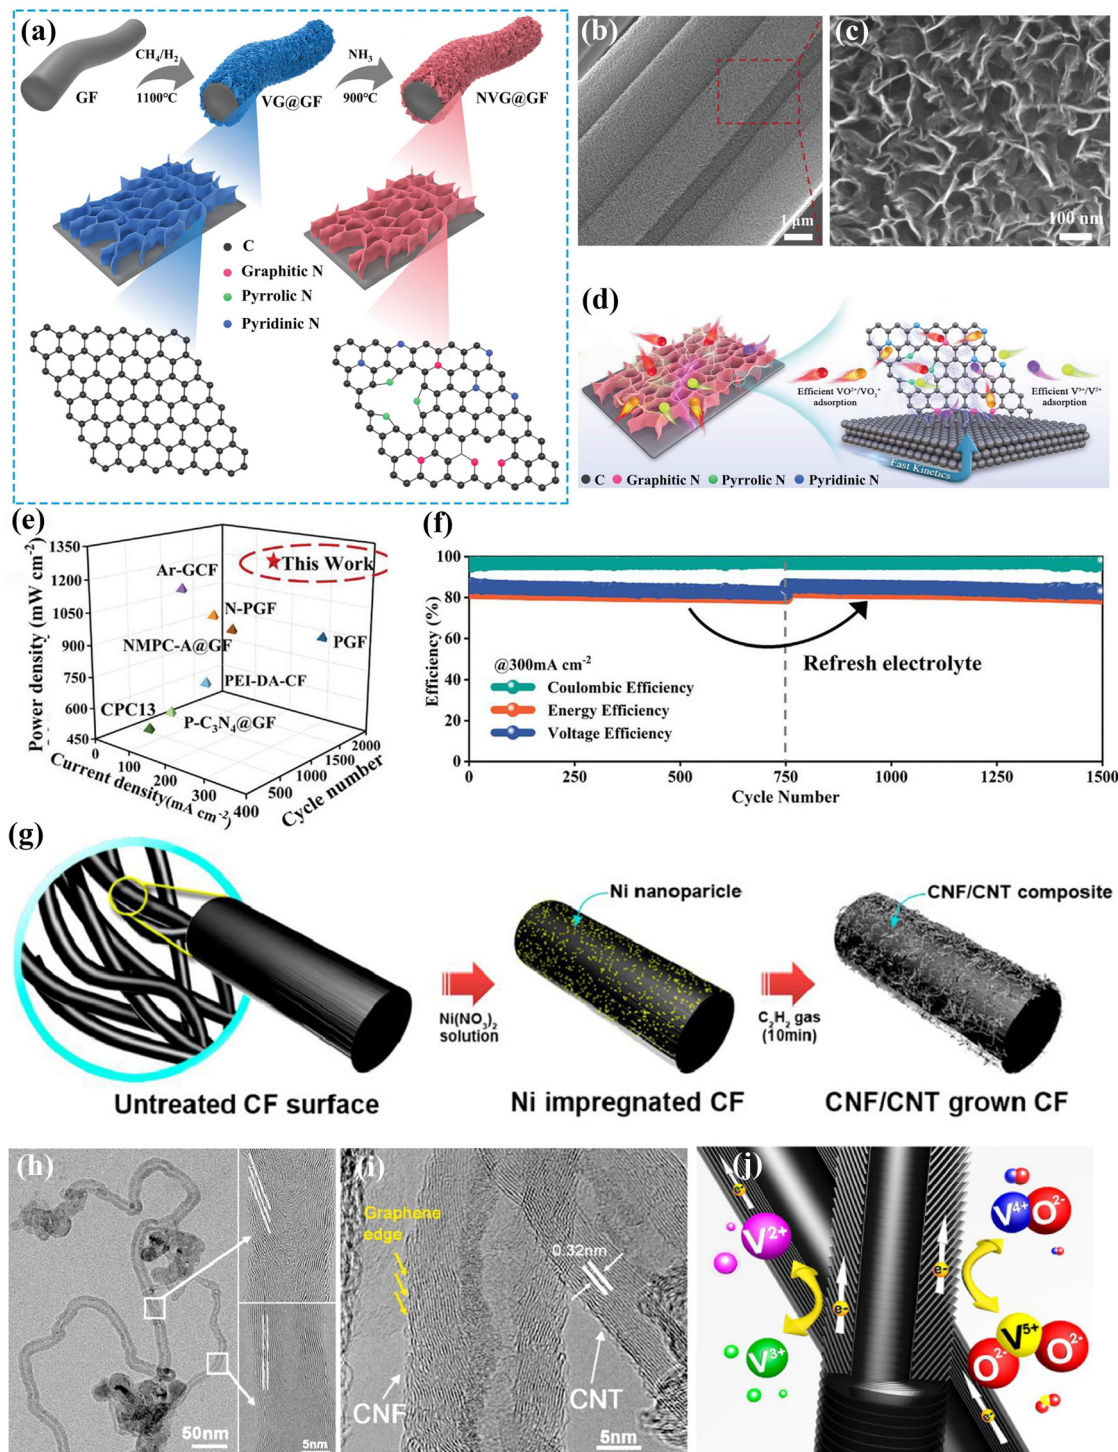 (a)
GF
CH₄/H₂
1100°C
VG@GF
NH₃
900°C
NVG@GF
C
Graphitic N
Pyrrolic N
Pyridinic N
(b)
1 μm
(c)
100 nm
(d)
Efficient VO²⁺/VO₂⁺
adsorption
Efficient V³⁺/V²⁺
adsorption
Fast Kinetics
C
Graphitic N
Pyrrolic N
Pyridinic N
(e)
Power density (mW cm⁻²)
1350
1200
1050
900
750
600
450
This Work
Ar-GCF
N-PGF
NMPC-A@GF
PGF
PEI-DA-CF
CPC13
P-C₃N₄@GF
0
100
200
300
400
Current density(mA cm⁻²)
500
1000
1500
2000
Cycle number
(f)
Efficiency (%)
100
80
60
40
20
0
@300mA cm⁻²
Coulombic Efficiency
Energy Efficiency
Voltage Efficiency
Refresh electrolyte
0
250
500
750
1000
1250
1500
Cycle Number
(g)
Ni nanoparicle
CNF/CNT composite
Ni(NO₃)₂
solution
C₂H₂ gas
(10min)
Untreated CF surface
Ni impregnated CF
CNF/CNT grown CF
(h)
50nm
5nm
(i)
Graphene
edge
0.32nm
CNF
CNT
5nm
(j)
e-
V²⁺
V³⁺
e-
e-
V⁴⁺
O²⁻
V⁵⁺
O²⁻
O²⁻
e-